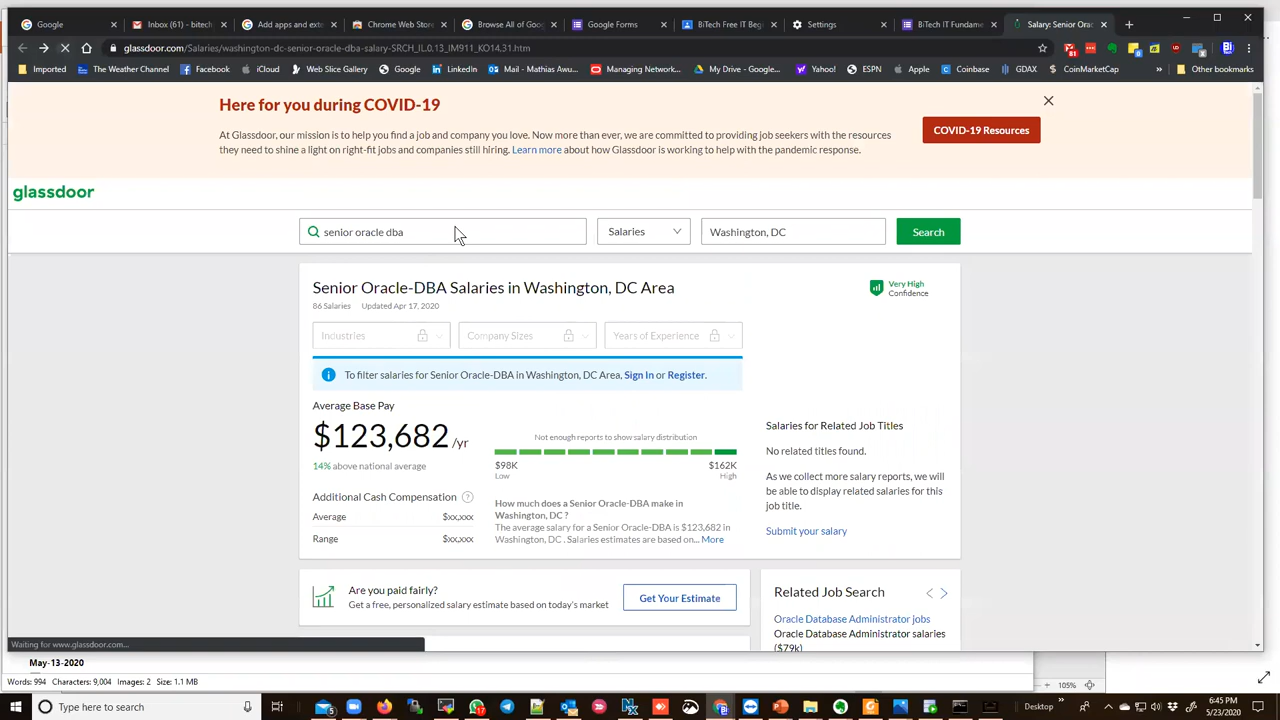 Google
Inbox (61) - bitech
Add apps and exte
Chrome Web Store
Browse All of Goog
Google Forms
BiTech Free IT Beg
Settings
BiTech IT Fundame
Salary: Senior Orac
glassdoor.com/Salaries/washington-dc-senior-oracle-dba-salary-SRCH_IL.0,13_IM911_KO14,31.htm
Imported
The Weather Channel
Facebook
iCloud
Web Slice Gallery
Google
LinkedIn
Mail - Mathias Awu...
Managing Network...
My Drive - Google...
Yahoo!
ESPN
Apple
Coinbase
GDAX
CoinMarketCap
Other bookmarks
Here for you during COVID-19
At Glassdoor, our mission is to help you find a job and company you love. Now more than ever, we are committed to providing job seekers with the resources
they need to shine a light on right-fit jobs and companies still hiring. Learn more about how Glassdoor is working to help with the pandemic response.
COVID-19 Resources
glassdoor
senior oracle dba
Salaries
Washington, DC
Search
Senior Oracle-DBA Salaries in Washington, DC Area
86 Salaries Updated Apr 17, 2020
Very High
Confidence
Industries
Company Sizes
Years of Experience
To filter salaries for Senior Oracle-DBA in Washington, DC Area, Sign In or Register.
Average Base Pay
$123,682 /yr
14% above national average
Not enough reports to show salary distribution
$98K
Low
$162K
High
Additional Cash Compensation
Average $xx,xxx
Range $xx,xxx
How much does a Senior Oracle-DBA make in
Washington, DC ?
The average salary for a Senior Oracle-DBA is $123,682 in
Washington, DC . Salaries estimates are based on... More
Salaries for Related Job Titles
No related titles found.
As we collect more salary reports, we will
be able to display related salaries for this
job title.
Submit your salary
Are you paid fairly?
Get a free, personalized salary estimate based on today's market
Get Your Estimate
Related Job Search
Oracle Database Administrator jobs
Oracle Database Administrator salaries
($79k)
Waiting for www.glassdoor.com...
May-13-2020
Words: 994 Characters: 9,004 Images: 2 Size: 1.1 MB
105%
Type here to search
Desktop
6:45 PM
5/23/2020